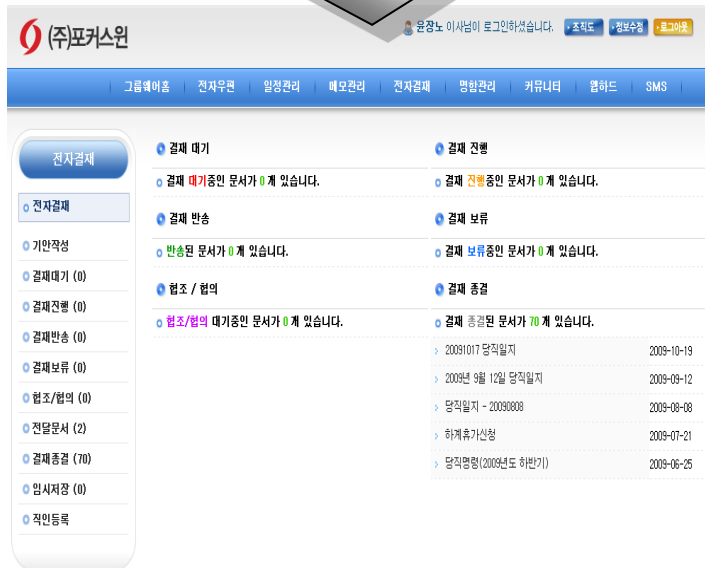 (주)포커스윈
윤장노 이사님이 로그인하셨습니다. 조직도 정보수정 로그아웃
그룹웨어홈 전자우편 일정관리 메모관리 전자결재 명함관리 커뮤니티 웹하드 SMS
전자결재
전자결재
기안작성
결재대기 (0)
결재진행 (0)
결재반송 (0)
결재보류 (0)
협조/협의 (0)
전달문서 (2)
결재종결 (70)
임시저장 (0)
직인등록
결재 대기
결재 대기중인 문서가 0 개 있습니다.
결재 진행
결재 진행중인 문서가 0 개 있습니다.
결재 반송
반송된 문서가 0 개 있습니다.
결재 보류
결재 보류중인 문서가 0 개 있습니다.
협조 / 협의
협조/협의 대기중인 문서가 0 개 있습니다.
결재 종결
결재 종결된 문서가 70 개 있습니다.
20091017 당직일지 2009-10-19
2009년 9월 12일 당직일지 2009-09-12
당직일지 - 20090808 2009-08-08
하계휴가신청 2009-07-21
당직명령(2009년도 하반기) 2009-06-25